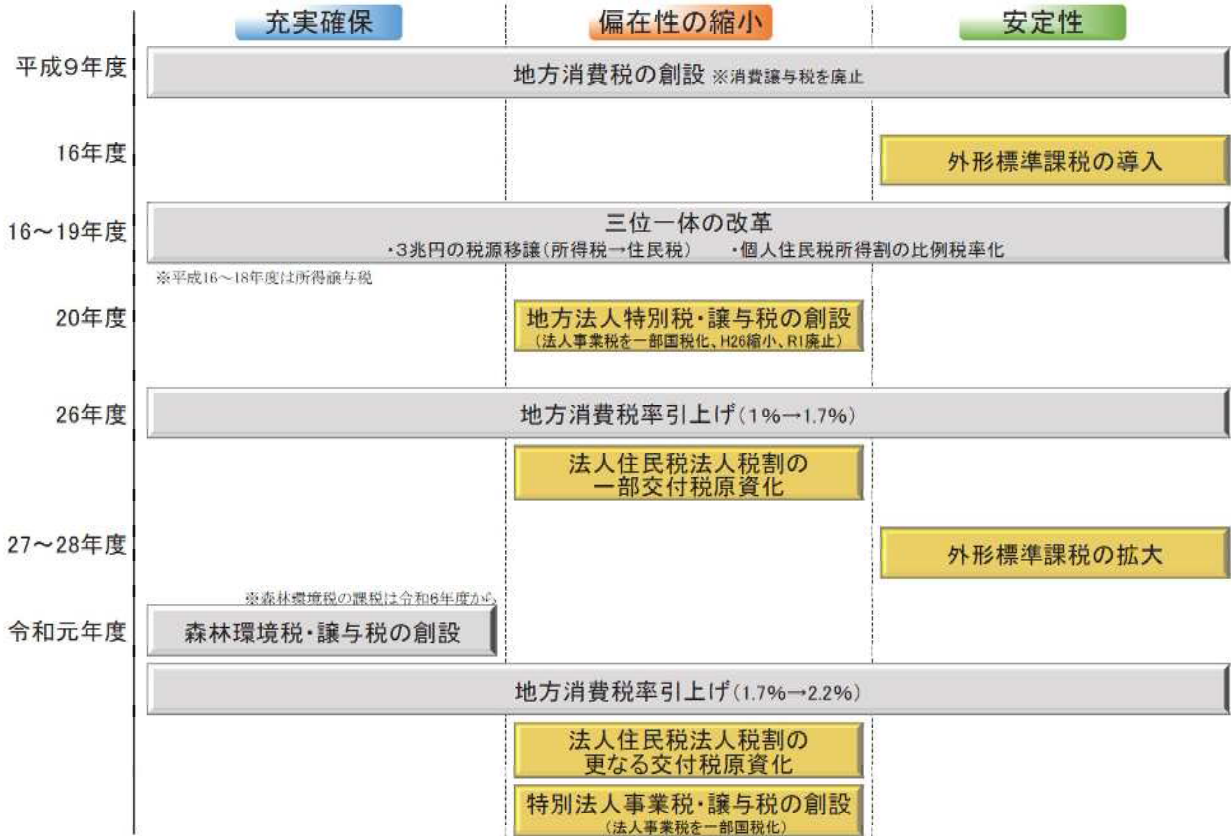 充実確保
偏在性の縮小
安定性
平成9年度
地方消費税の創設 ※消費譲与税を廃止
16年度
外形標準課税の導入
16～19年度
三位一体の改革
・3兆円の税源移譲(所得税→住民税) ・個人住民税所得割の比例税率化
※平成16～18年度は所得譲与税
20年度
地方法人特別税・譲与税の創設
(法人事業税を一部国税化、H26縮小、R1廃止)
26年度
地方消費税率引上げ(1%→1.7%)
法人住民税法人税割の
一部交付税原資化
27～28年度
外形標準課税の拡大
※森林環境税の課税は令和6年度から
令和元年度
森林環境税・譲与税の創設
地方消費税率引上げ(1.7%→2.2%)
法人住民税法人税割の
更なる交付税原資化
特別法人事業税・譲与税の創設
(法人事業税を一部国税化)